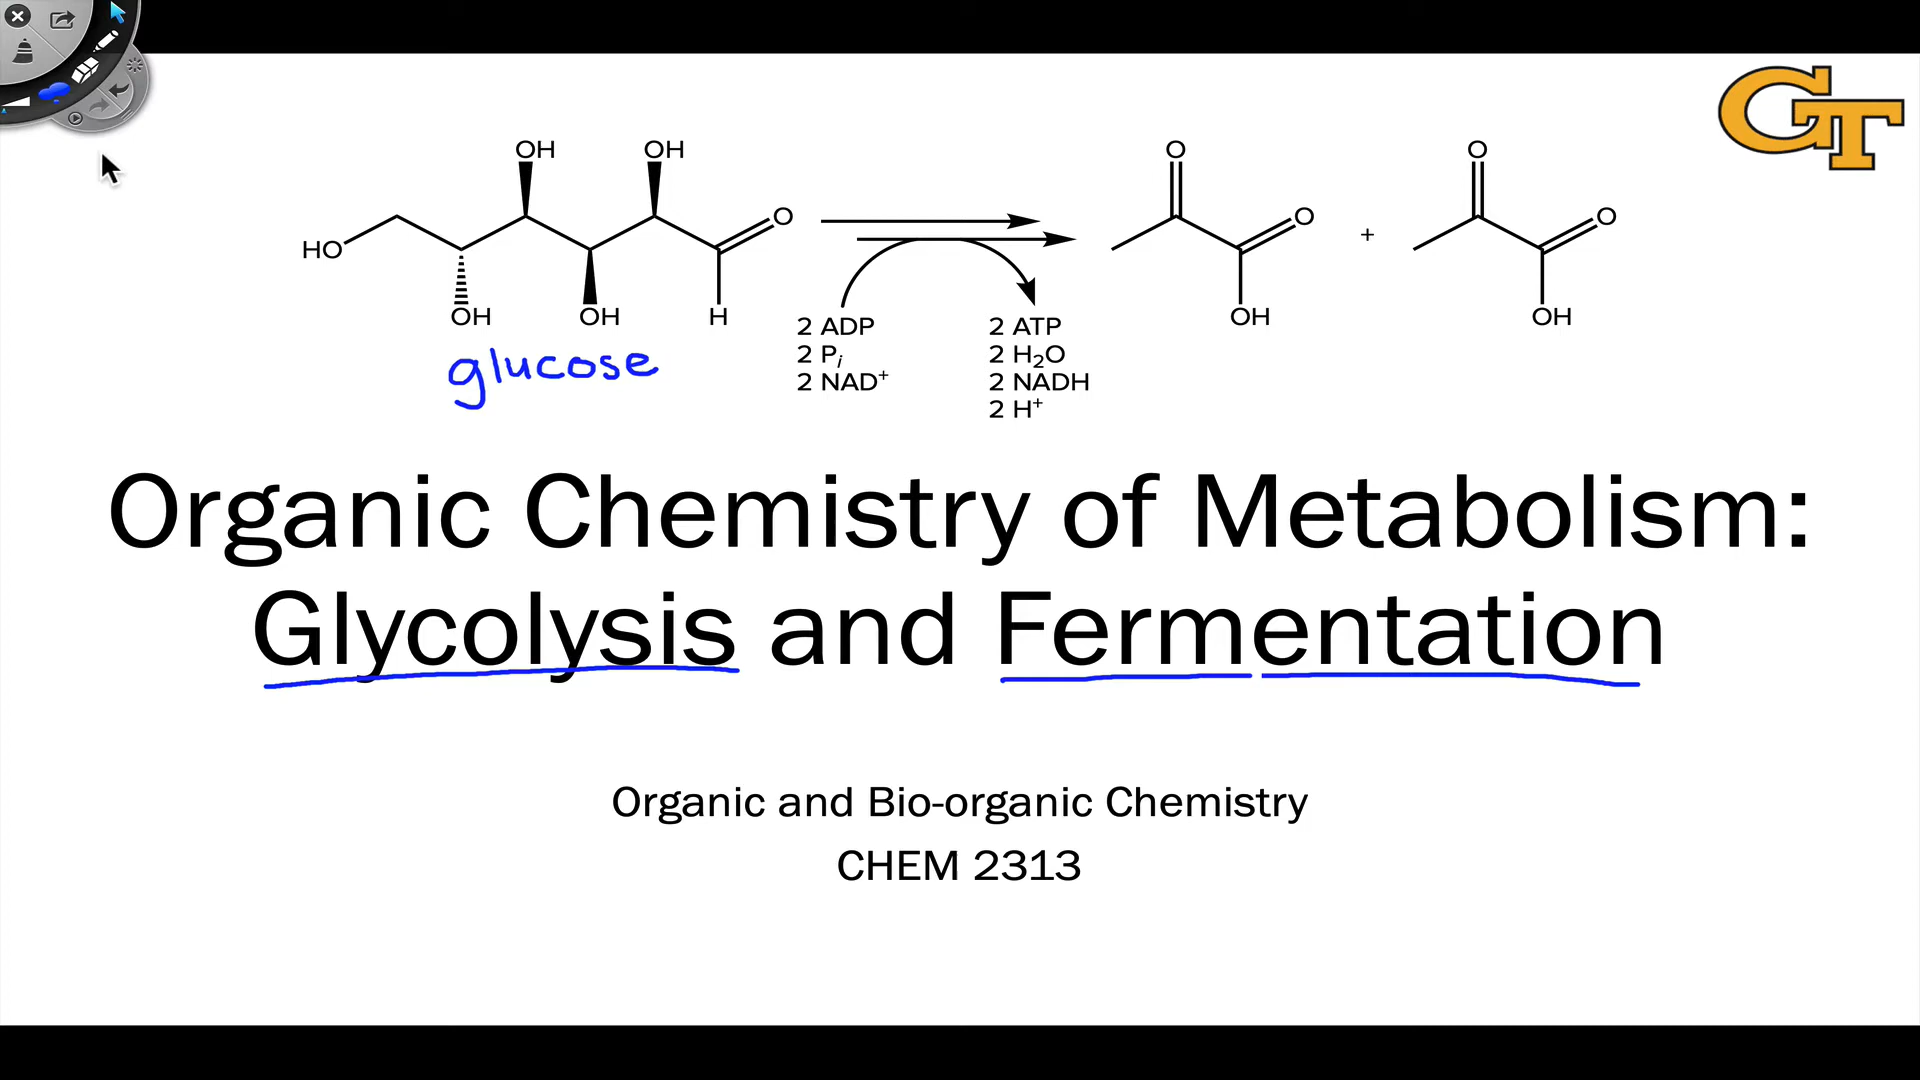 GT
OH OH O O
HO O O + O
OH OH H OH OH
2 ADP 2 ATP
2 Pi 2 H₂O
2 NAD⁺ 2 NADH
2 H⁺
glucose
Organic Chemistry of Metabolism:
Glycolysis and Fermentation
Organic and Bio-organic Chemistry
CHEM 2313